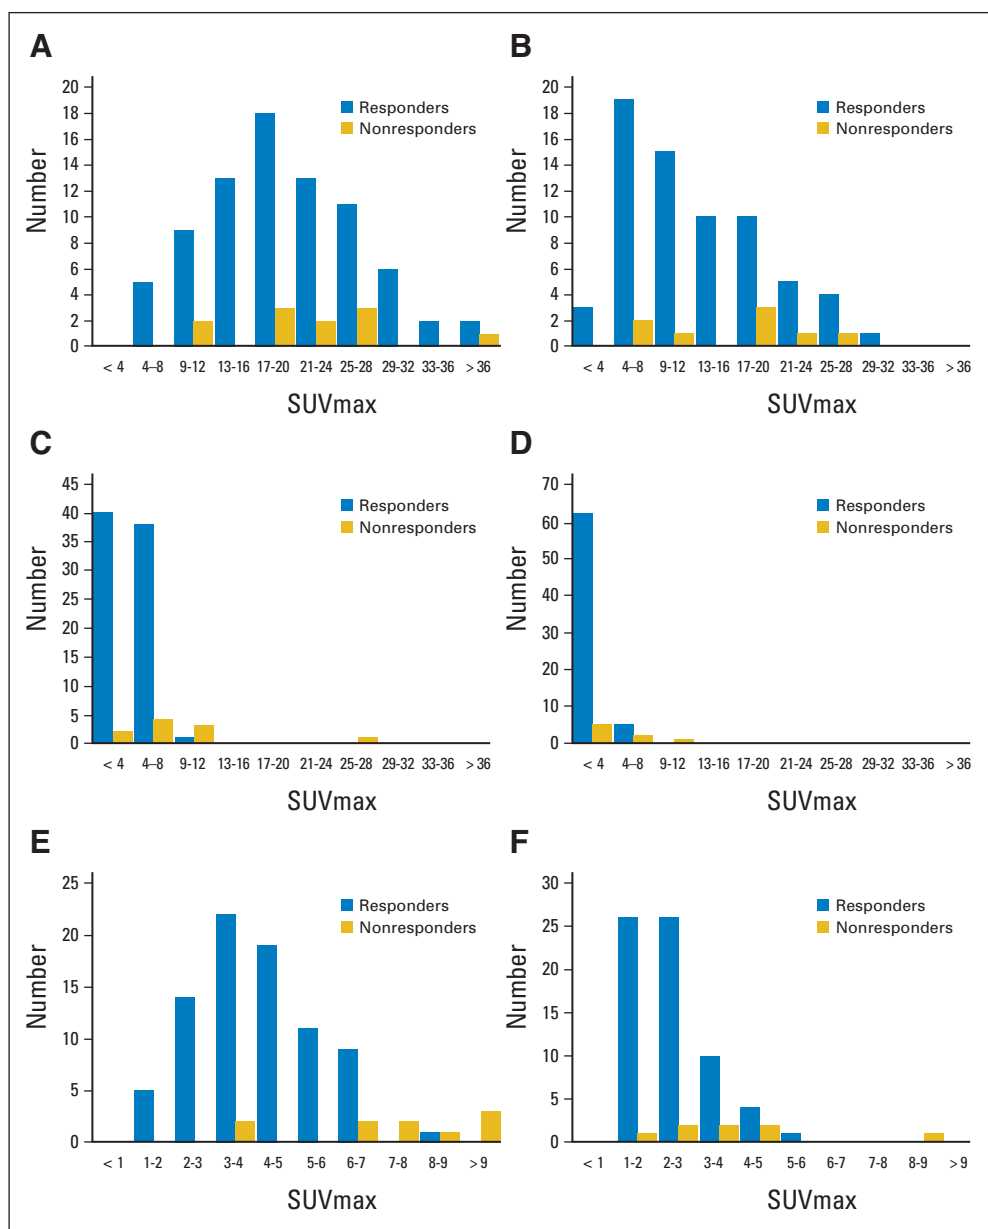 A
20
18
16
14
12
10
8
6
4
2
0
Number
Responders
Nonresponders
< 4 4–8 9-12 13-16 17-20 21-24 25-28 29-32 33-36 > 36
SUVmax
B
20
18
16
14
12
10
8
6
4
2
0
Number
Responders
Nonresponders
< 4 4–8 9-12 13-16 17-20 21-24 25-28 29-32 33-36 > 36
SUVmax
C
45
40
35
30
25
20
15
10
5
0
Number
Responders
Nonresponders
< 4 4–8 9-12 13-16 17-20 21-24 25-28 29-32 33-36 > 36
SUVmax
D
70
60
50
40
30
20
10
0
Number
Responders
Nonresponders
< 4 4–8 9-12 13-16 17-20 21-24 25-28 29-32 33-36 > 36
SUVmax
E
25
20
15
10
5
0
Number
Responders
Nonresponders
< 1 1-2 2-3 3-4 4-5 5-6 6-7 7-8 8-9 > 9
SUVmax
F
30
25
20
15
10
5
0
Number
Responders
Nonresponders
< 1 1-2 2-3 3-4 4-5 5-6 6-7 7-8 8-9 > 9
SUVmax